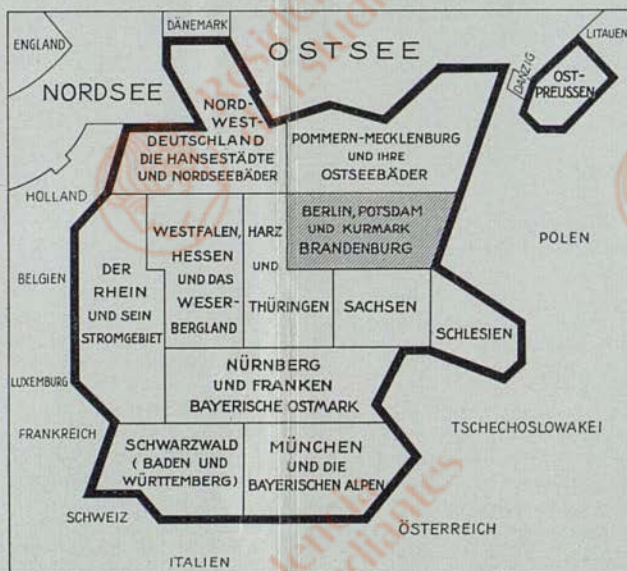 DÄNEMARK
ENGLAND
OSTSEE
LITAUEN
NORDSEE
DANZIG
OST-
PREUSSEN
NORD-
WEST-
DEUTSCHLAND
DIE HANSESTÄDTE
UND NORDSEEBÄDER
POMMERN-MECKLENBURG
UND IHRE
OSTSEEBÄDER
HOLLAND
WESTFALEN,
HESSEN
UND DAS
WESER-
BERGLAND
HARZ
UND
THÜRINGEN
BERLIN, POTSDAM
UND KURMARK
BRANDENBURG
POLEN
BELGIEN
DER
RHEIN
UND SEIN
STROMGEBIET
SACHSEN
SCHLESIEN
LUXEMBURG
NÜRNBERG
UND FRANKEN
BAYERISCHE OSTMARK
FRANKREICH
TSCHECHOSLOWAKEI
SCHWARZWALD
(BADEN UND
WÜRTTEMBERG)
MÜNCHEN
UND DIE
BAYERISCHEN ALPEN
SCHWEIZ
ÖSTERREICH
ITALIEN